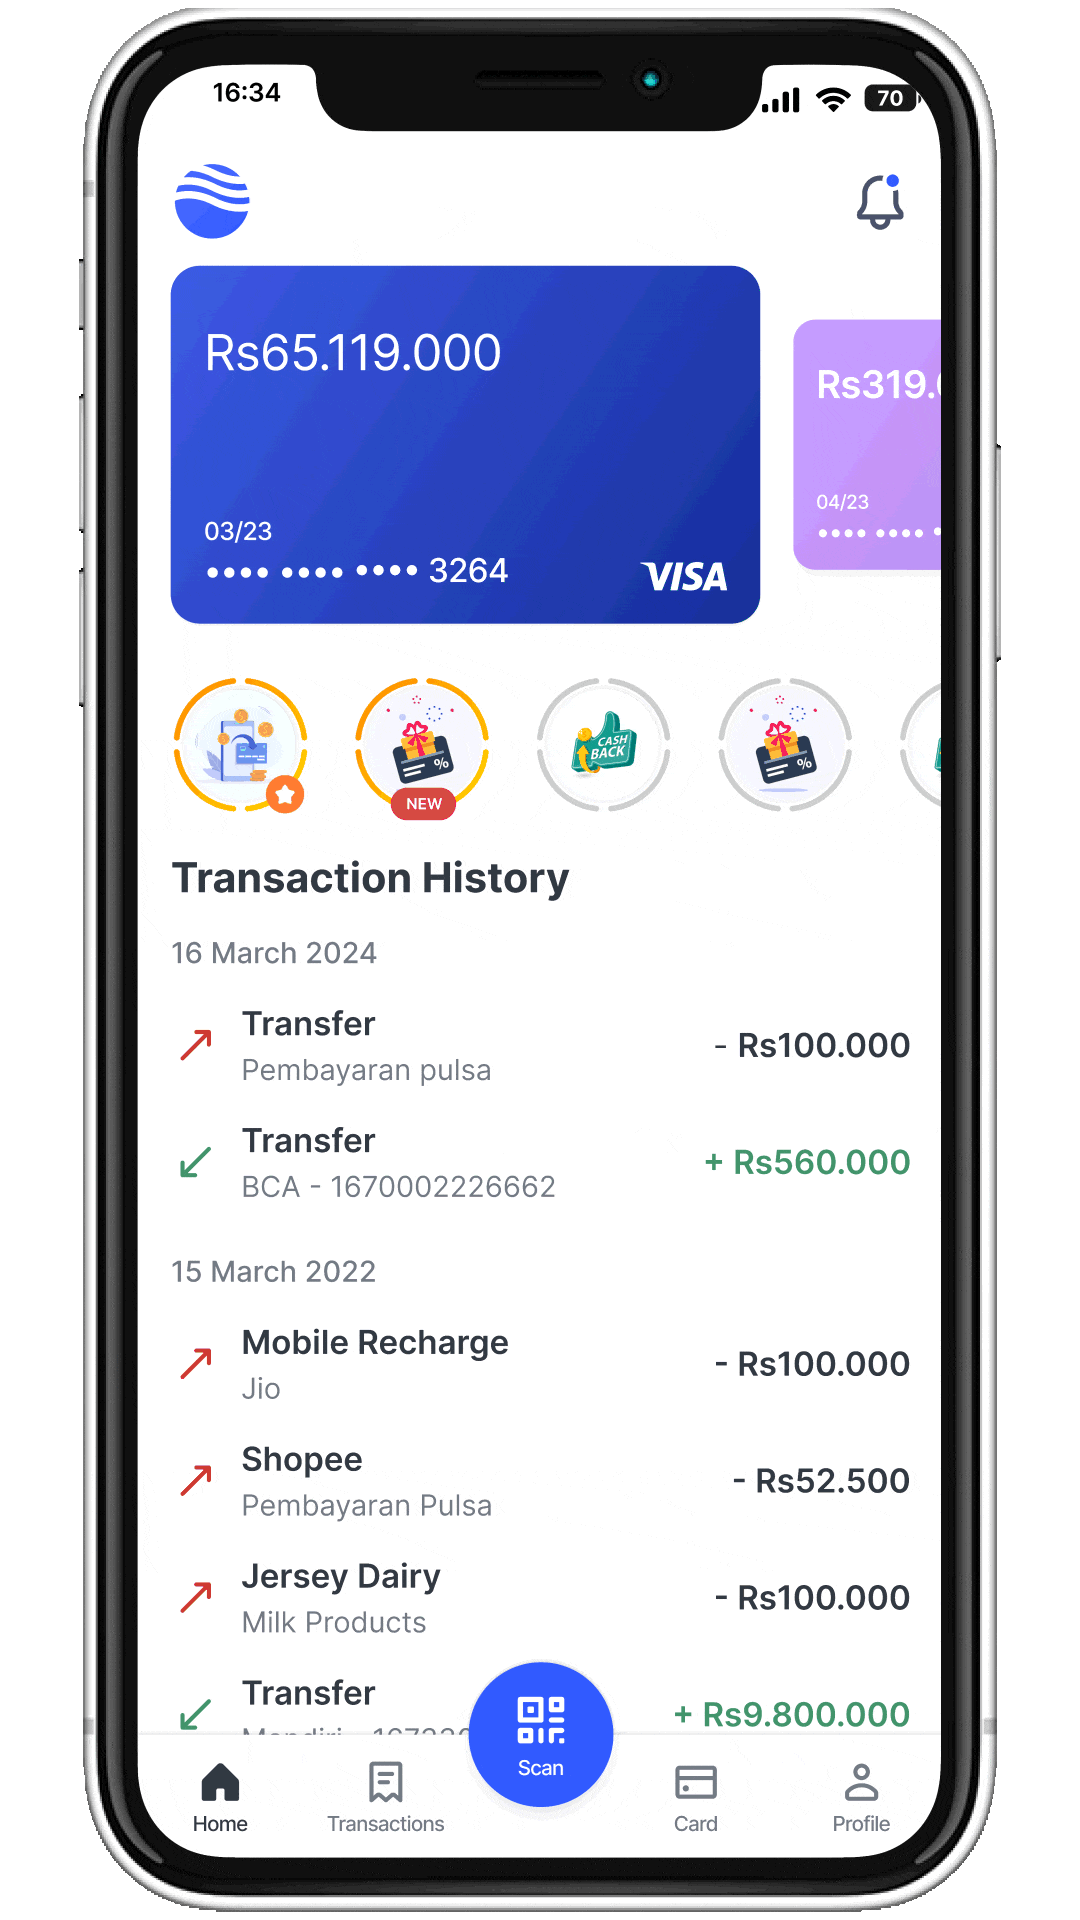 16:34
70
Rs65.119.000
03/23
3264
VISA
Rs319.
04/23
CASH
BACK
%
%
NEW
Transaction History
16 March 2024
Transfer
- Rs100.000
Pembayaran pulsa
Transfer
+ Rs560.000
BCA - 1670002226662
15 March 2022
Mobile Recharge
- Rs100.000
Jio
Shopee
- Rs52.500
Pembayaran Pulsa
Jersey Dairy
- Rs100.000
Milk Products
Transfer
+ Rs9.800.000
Scan
Home
Transactions
Card
Profile